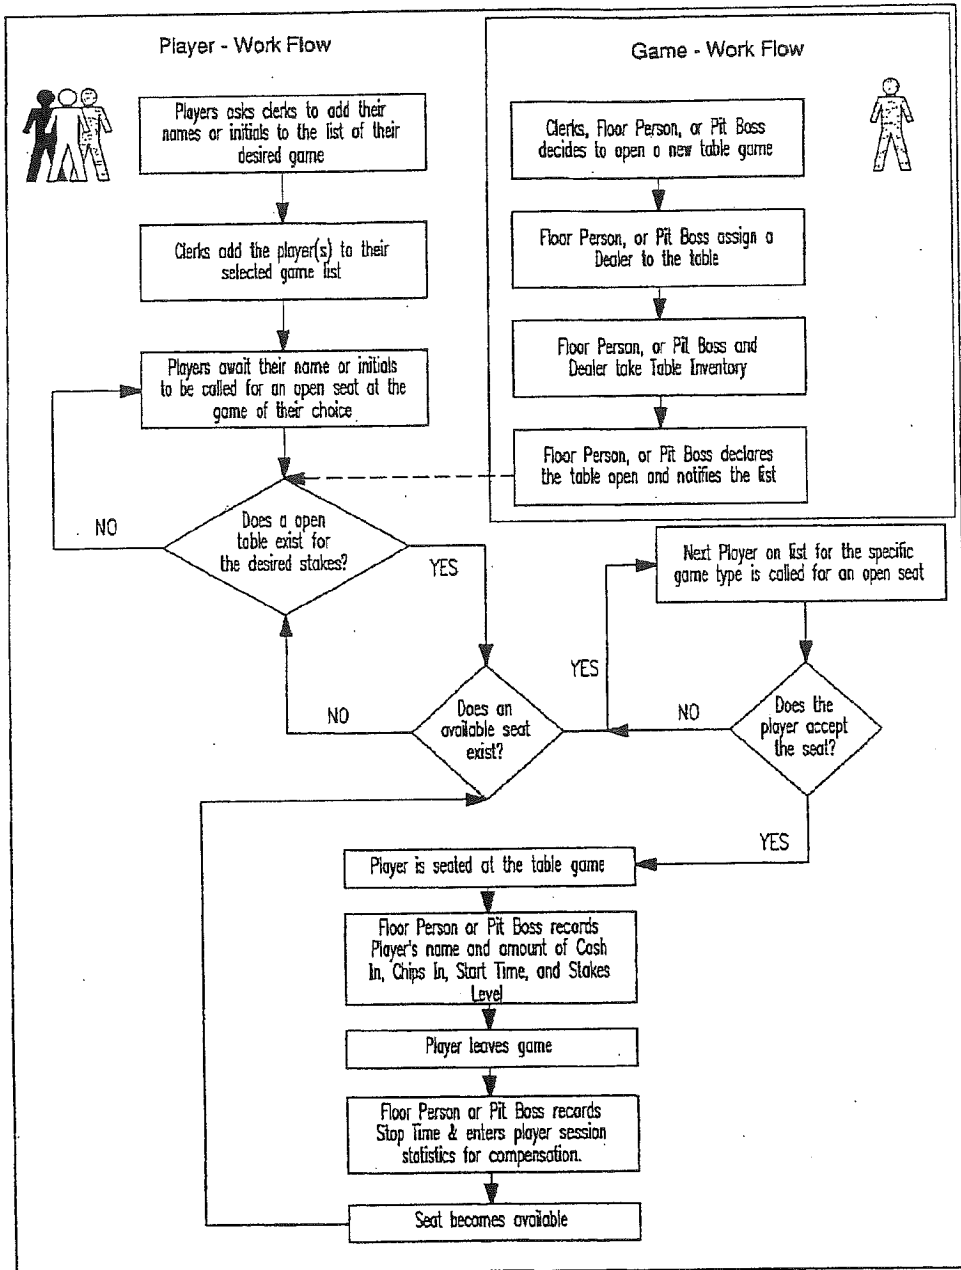 Player - Work Flow
Players asks clerks to add their
names or initials to the list of their
desired game
Clerks add the player(s) to their
selected game list
Players await their name or initials
to be called for an open seat at the
game of their choice
Game - Work Flow
Clerks, Floor Person, or Pit Boss
decides to open a new table game
Floor Person, or Pit Boss assign a
Dealer to the table
Floor Person, or Pit Boss and
Dealer take Table Inventory
Floor Person, or Pit Boss declares
the table open and notifies the list
NO
Does a open
table exist for
the desired stakes?
YES
Next Player on list for the specific
game type is called for an open seat
NO
Does an
available seat
exist?
YES
NO
Does the
player accept
the seat?
YES
Player is seated at the table game
Floor Person or Pit Boss records
Player's name and amount of Cash
In, Chips In, Start Time, and Stakes
Level
Player leaves game
Floor Person or Pit Boss records
Stop Time & enters player session
statistics for compensation.
Seat becomes available